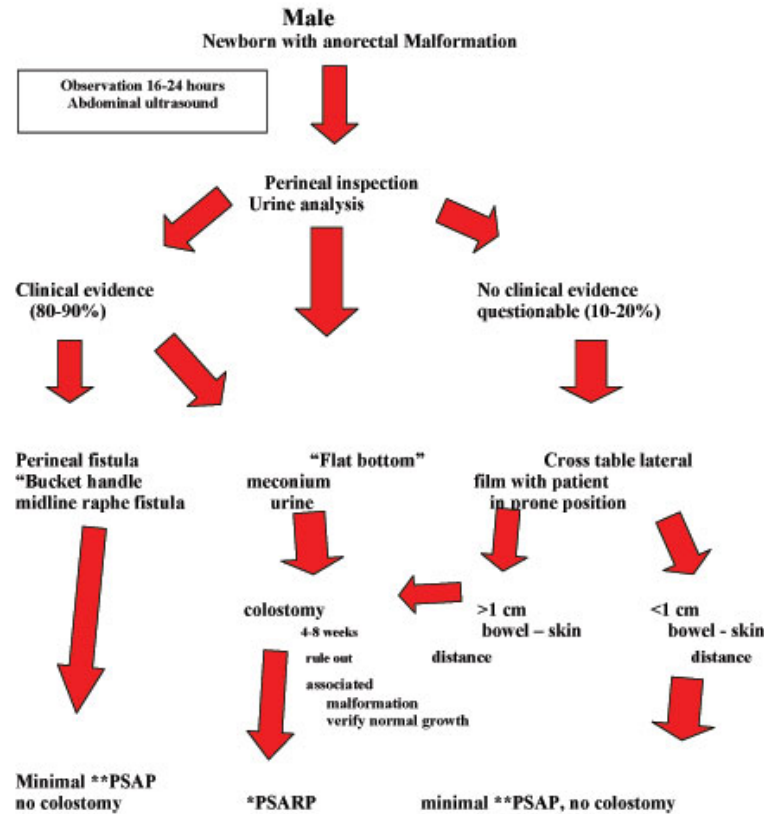 Male
Newborn with anorectal Malformation
Observation 16-24 hours
Abdominal ultrasound
Perineal inspection
Urine analysis
Clinical evidence
(80-90%)
No clinical evidence
questionable (10-20%)
Perineal fistula
“Bucket handle
midline raphe fistula
“Flat bottom”
meconium
urine
Cross table lateral
film with patient
in prone position
colostomy
4-8 weeks
rule out
associated
malformation
verify normal growth
>1 cm
bowel – skin
distance
<1 cm
bowel - skin
distance
Minimal **PSAP
no colostomy
*PSARP
minimal **PSAP, no colostomy